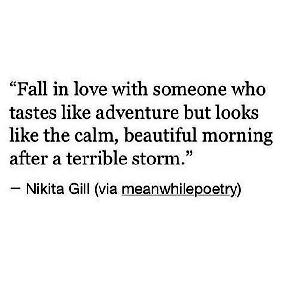 “Fall in love with someone who
tastes like adventure but looks
like the calm, beautiful morning
after a terrible storm.”
— Nikita Gill (via meanwhilepoetry)